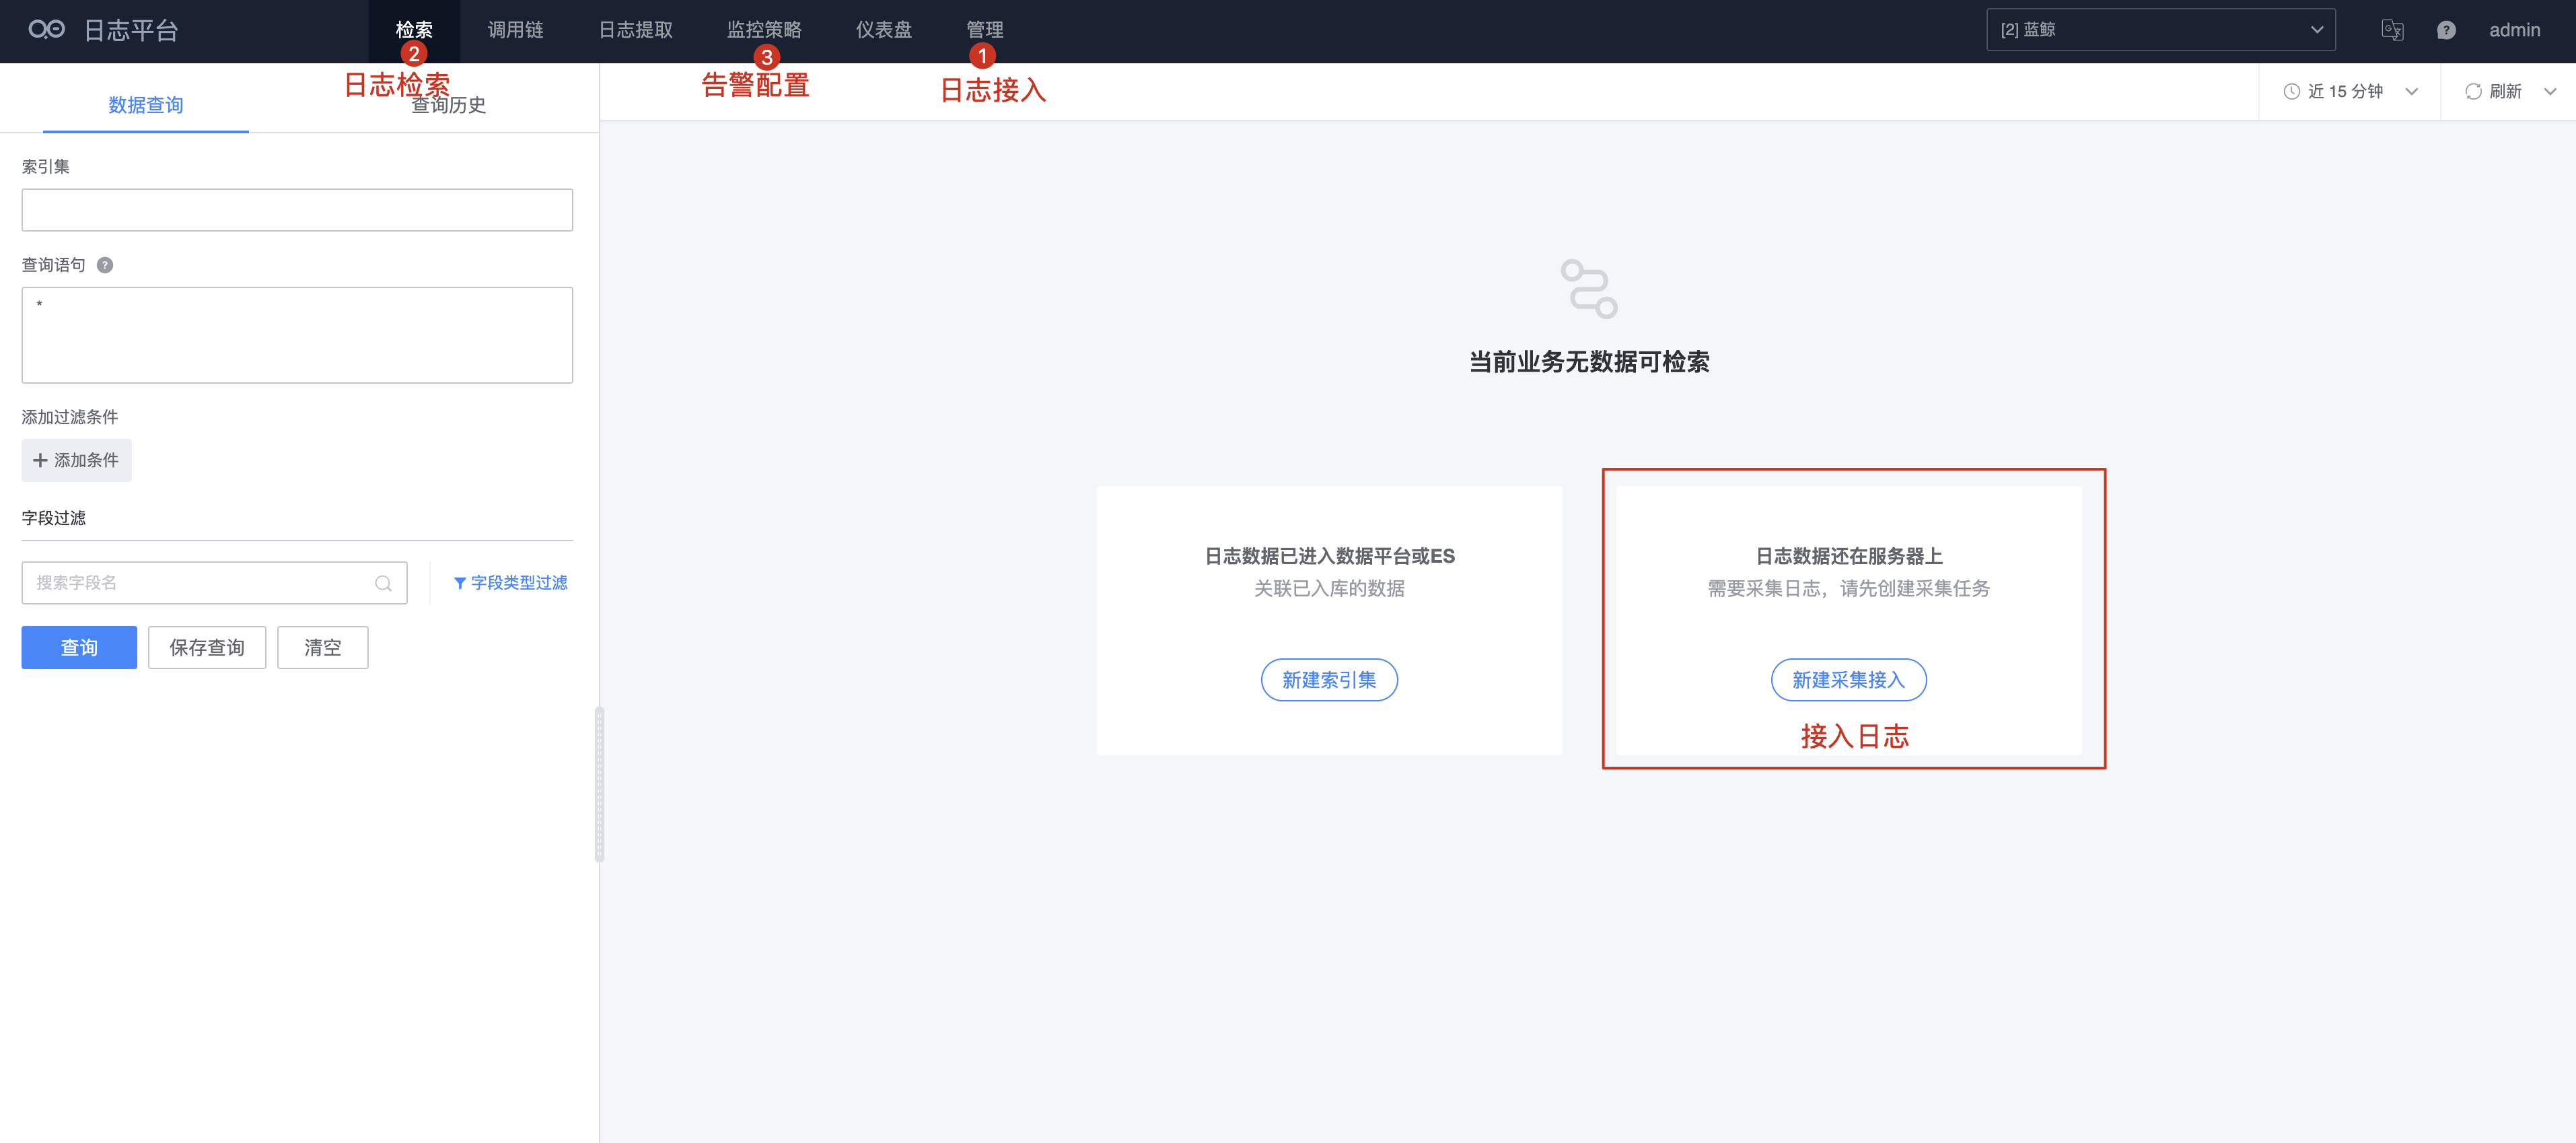 日志平台
检索 调用链 日志提取 监控策略 仪表盘 管理
[2] 蓝鲸
admin
2 3 1
日志检索 告警配置 日志接入
数据查询 查询历史
近 15 分钟 刷新
索引集
查询语句 ?
*
添加过滤条件
+ 添加条件
字段过滤
搜索字段名
字段类型过滤
查询 保存查询 清空
当前业务无数据可检索
日志数据已进入数据平台或ES
关联已入库的数据
新建索引集
日志数据还在服务器上
需要采集日志，请先创建采集任务
新建采集接入
接入日志